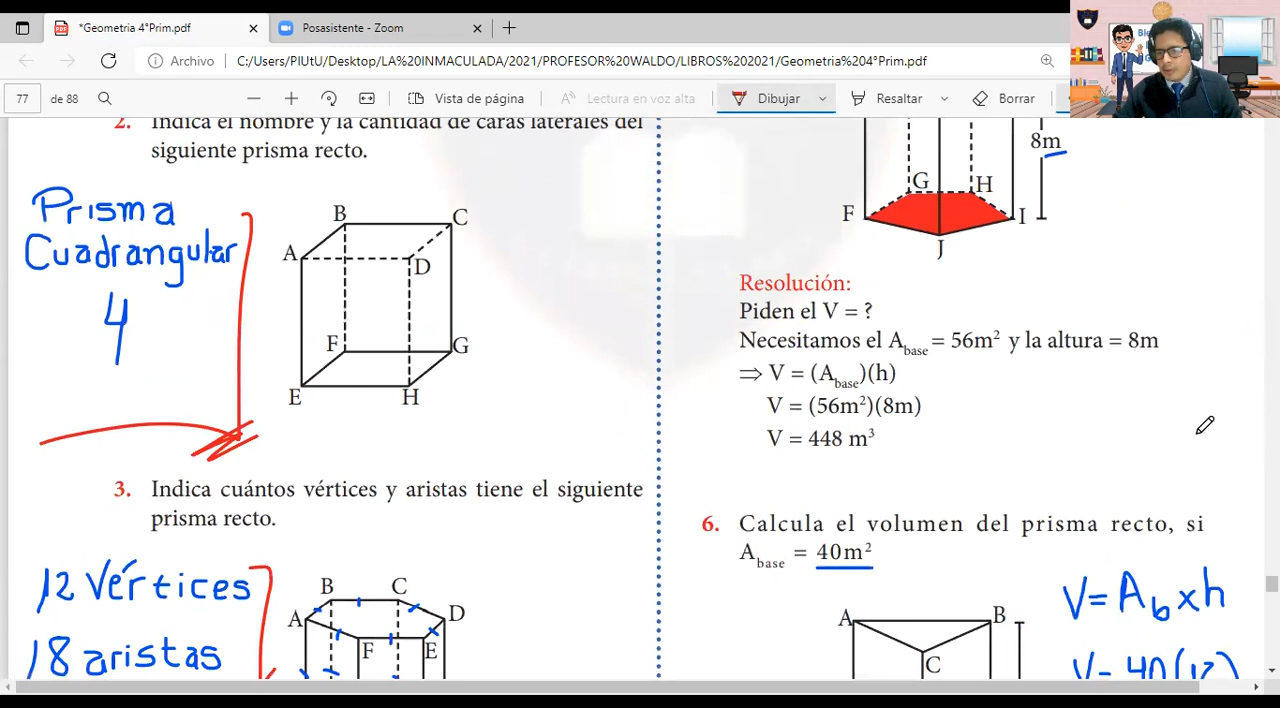 *Geometria 4°Prim.pdf
Posasistente - Zoom
Archivo
C:/Users/PIUtU/Desktop/LA%20INMACULADA/2021/PROFESOR%20WALDO/LIBROS%202021/Geometria%204°Prim.pdf
77 de 88
Vista de página
Lectura en voz alta
Dibujar
Resaltar
Borrar
2. Indica el nombre y la cantidad de caras laterales del
siguiente prisma recto.
Prisma
Cuadrangular
4
B
C
A
D
F
G
E
H
3. Indica cuántos vértices y aristas tiene el siguiente
prisma recto.
12 Vértices
18 aristas
B
C
A
D
F
E
8m
G
H
F
I
J
Resolución:
Piden el V = ?
Necesitamos el Abase = 56m² y la altura = 8m
⇒ V = (Abase)(h)
V = (56m²)(8m)
V = 448 m³
6. Calcula el volumen del prisma recto, si
Abase = 40m²
A
B
C
V= Ab x h
V= 40(12)